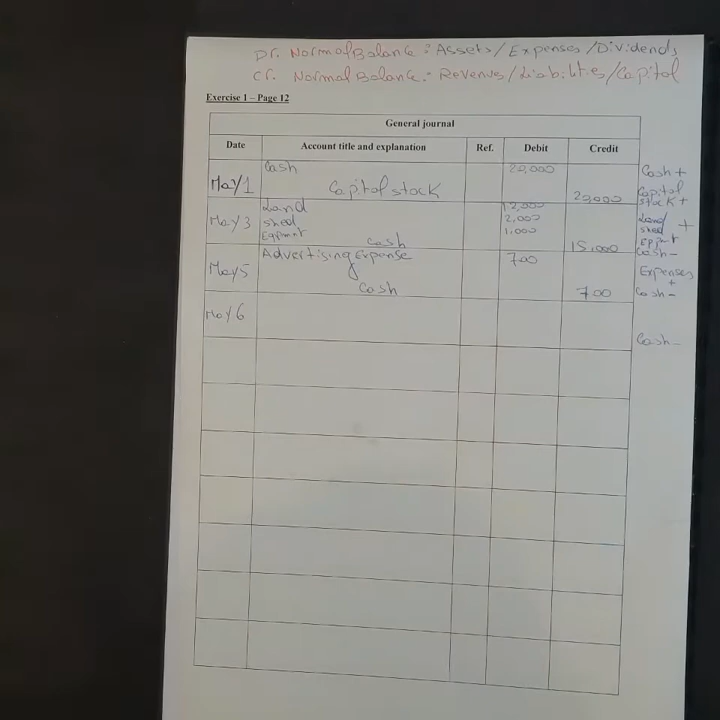 Dr. Normal Balance : Assets / Expenses / Dividends
Cr. Normal Balance : Revenus / Liabilities / Capital
Exercise 1 – Page 12
General journal
Date Account title and explanation Ref. Debit Credit
Cash 20,000 Cash +
May 1 Capital stock 20,000 Capital stock +
Land 12,000
May 3 shed 2,000 Land +
Eqpmnt 1,000 shed
Cash 15,000 Eqpmt
Advertising Expense 700 Cash -
May 5 Expenses +
Cash 700 Cash -
May 6
Cash -